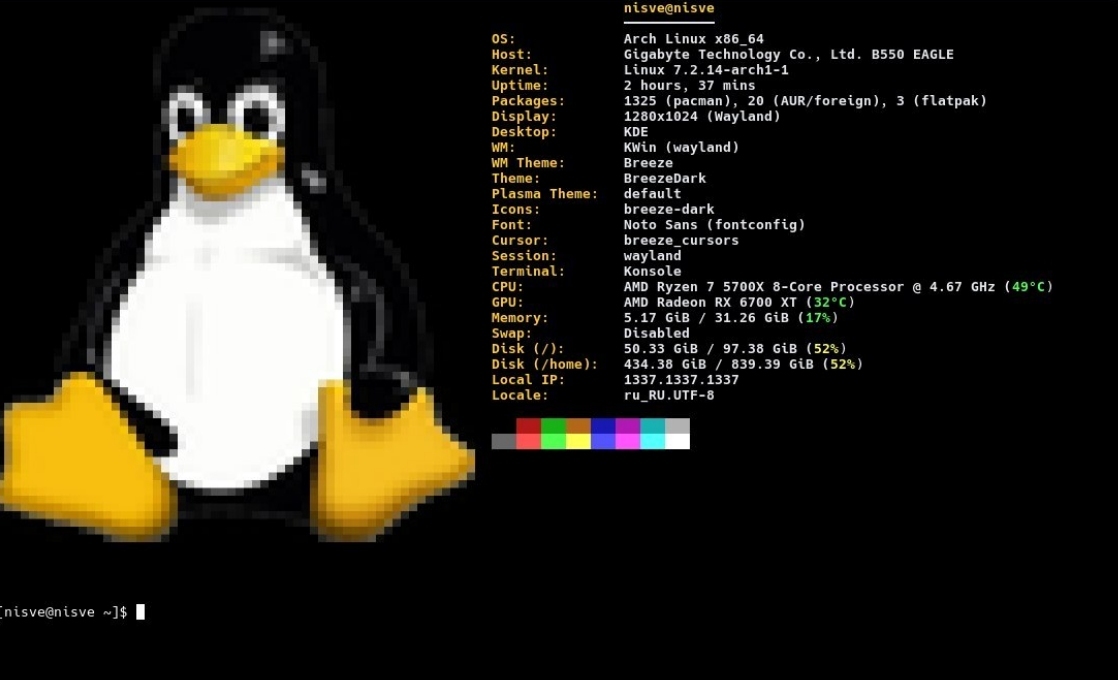 nisve@nisve
OS: Arch Linux x86_64
Host: Gigabyte Technology Co., Ltd. B550 EAGLE
Kernel: Linux 7.2.14-arch1-1
Uptime: 2 hours, 37 mins
Packages: 1325 (pacman), 20 (AUR/foreign), 3 (flatpak)
Display: 1280x1024 (Wayland)
Desktop: KDE
WM: KWin (wayland)
WM Theme: Breeze
Theme: BreezeDark
Plasma Theme: default
Icons: breeze-dark
Font: Noto Sans (fontconfig)
Cursor: breeze_cursors
Session: wayland
Terminal: Konsole
CPU: AMD Ryzen 7 5700X 8-Core Processor @ 4.67 GHz (49°C)
GPU: AMD Radeon RX 6700 XT (32°C)
Memory: 5.17 GiB / 31.26 GiB (17%)
Swap: Disabled
Disk (/): 50.33 GiB / 97.38 GiB (52%)
Disk (/home): 434.38 GiB / 839.39 GiB (52%)
Local IP: 1337.1337.1337
Locale: ru_RU.UTF-8
[nisve@nisve ~]$